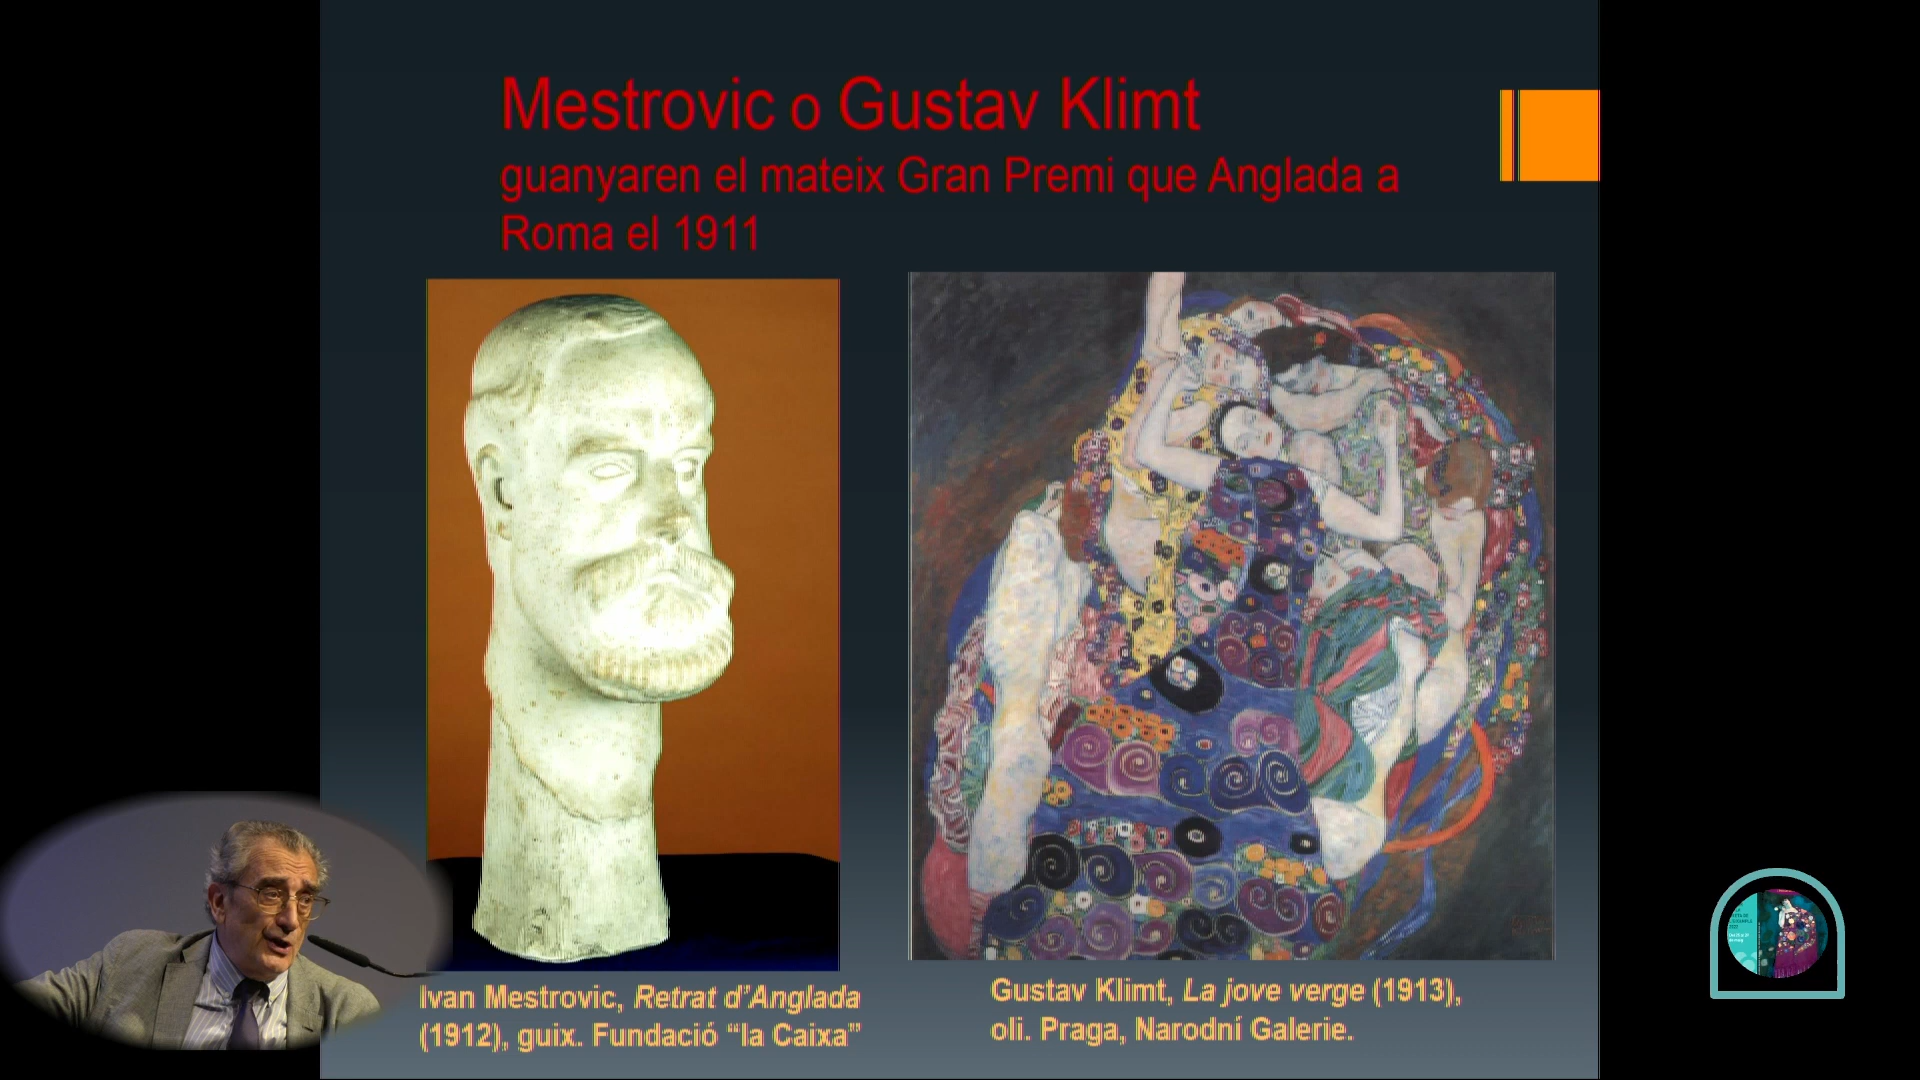 Mestrovic o Gustav Klimt
guanyaren el mateix Gran Premi que Anglada a
Roma el 1911
Ivan Mestrovic, Retrat d’’Anglada
(1912), guix. Fundació “la Caixa”
Gustav Klimt, La jove verge (1913),
oli. Praga, Narodní Galerie.